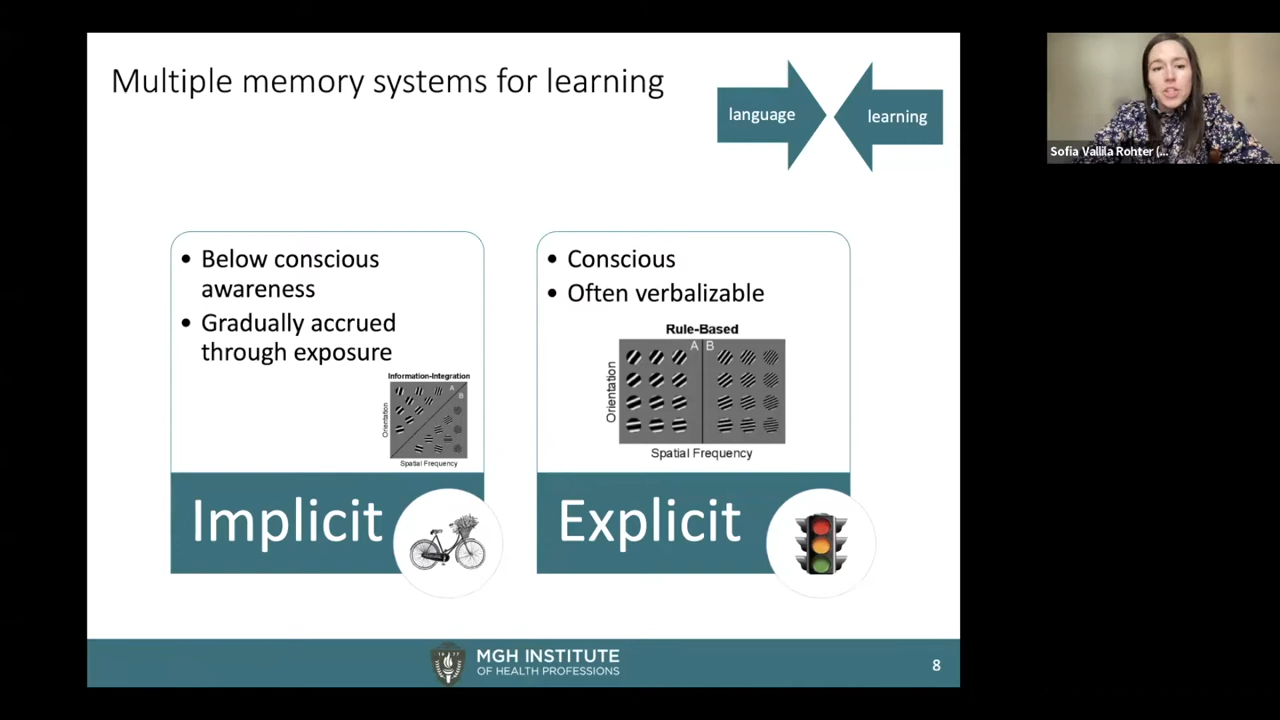 Multiple memory systems for learning
language
learning
Sofia Vallila Rohter (...
• Below conscious
awareness
• Gradually accrued
through exposure
Information-Integration
A
B
Orientation
Spatial Frequency
Implicit
• Conscious
• Often verbalizable
Rule-Based
A B
Orientation
Spatial Frequency
Explicit
MGH INSTITUTE
OF HEALTH PROFESSIONS
8